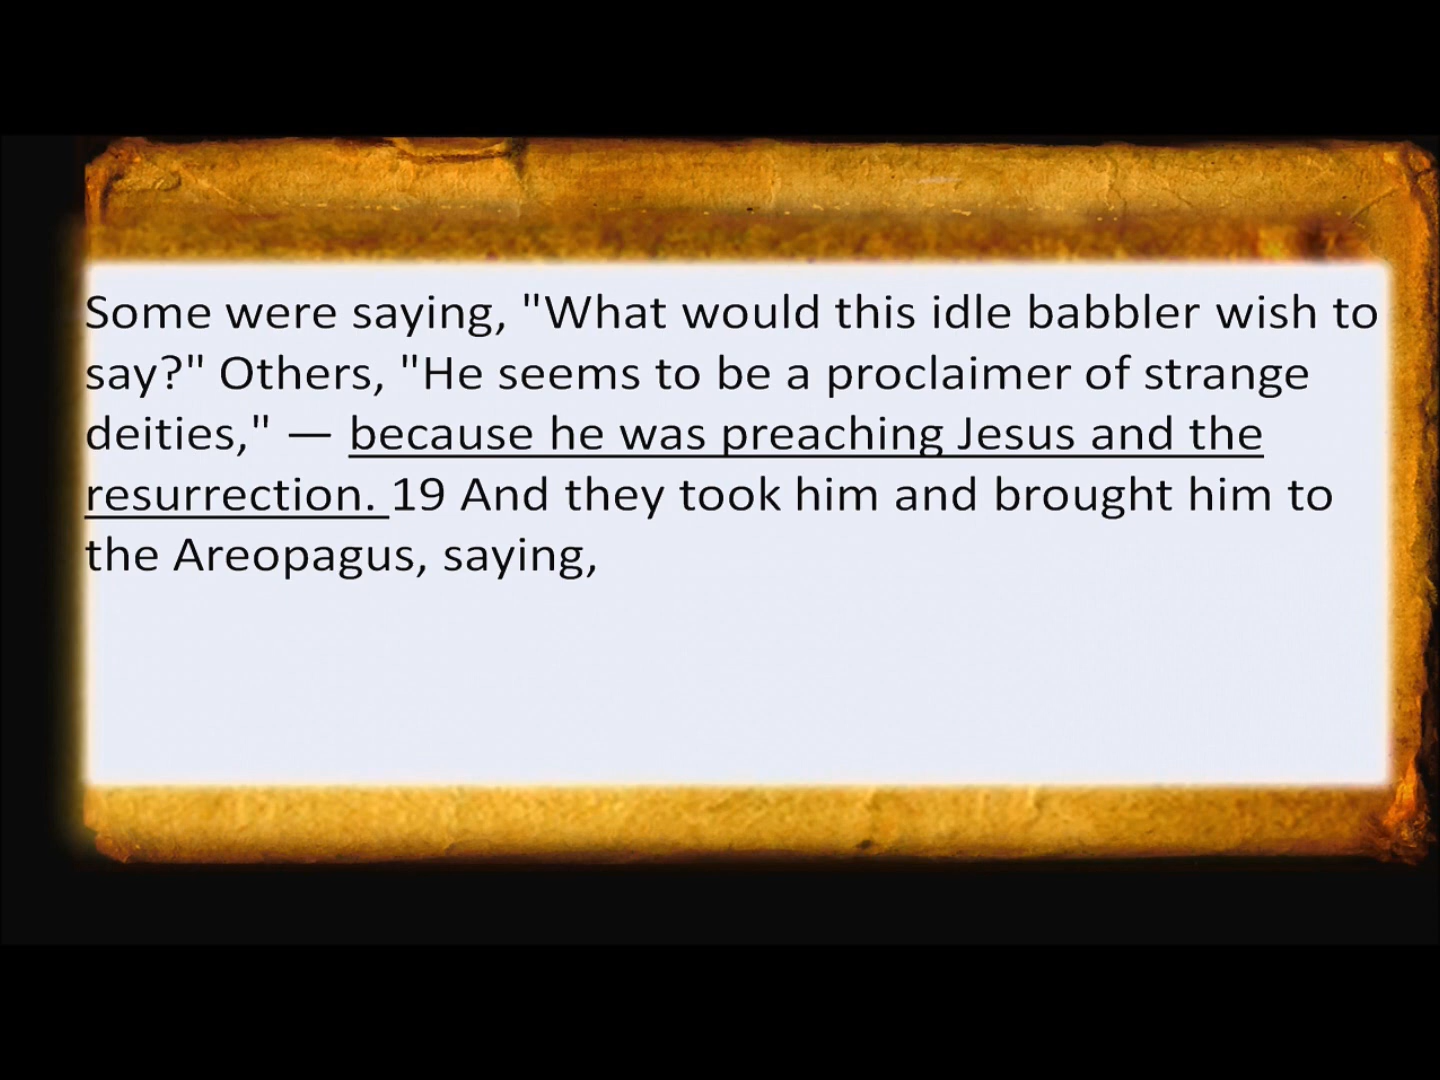 Some were saying, "What would this idle babbler wish to
say?" Others, "He seems to be a proclaimer of strange
deities," — because he was preaching Jesus and the
resurrection. 19 And they took him and brought him to
the Areopagus, saying,